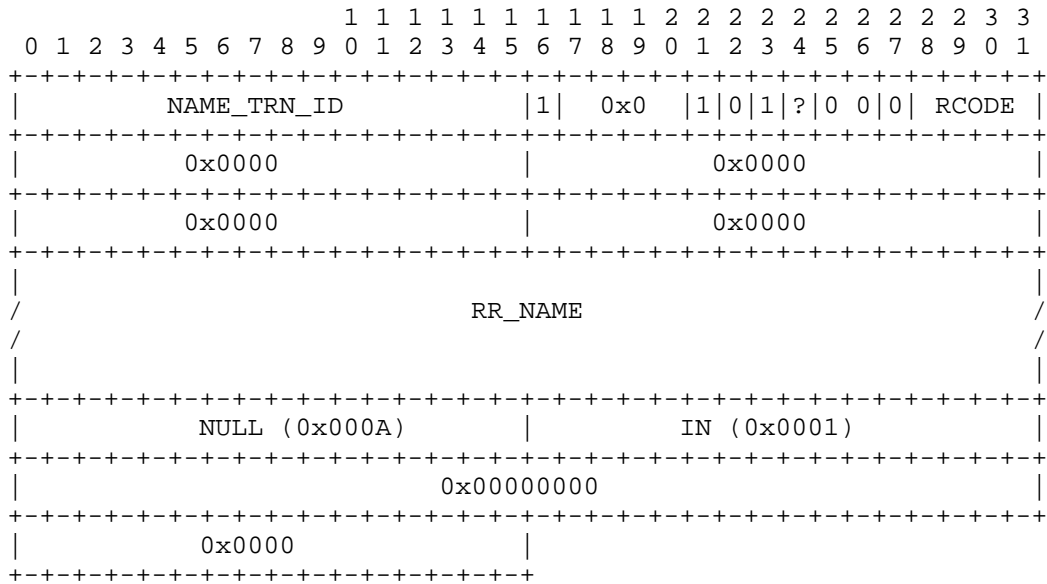 1 1 1 1 1 1 1 1 1 1 2 2 2 2 2 2 2 2 2 2 3 3
 0 1 2 3 4 5 6 7 8 9 0 1 2 3 4 5 6 7 8 9 0 1 2 3 4 5 6 7 8 9 0 1
+-+-+-+-+-+-+-+-+-+-+-+-+-+-+-+-+-+-+-+-+-+-+-+-+-+-+-+-+-+-+-+-+
|         NAME_TRN_ID           |1|  0x0  |1|0|1|?|0 0|0| RCODE |
+-+-+-+-+-+-+-+-+-+-+-+-+-+-+-+-+-+-+-+-+-+-+-+-+-+-+-+-+-+-+-+-+
|          0x0000               |           0x0000              |
+-+-+-+-+-+-+-+-+-+-+-+-+-+-+-+-+-+-+-+-+-+-+-+-+-+-+-+-+-+-+-+-+
|          0x0000               |           0x0000              |
+-+-+-+-+-+-+-+-+-+-+-+-+-+-+-+-+-+-+-+-+-+-+-+-+-+-+-+-+-+-+-+-+
|                                                               |
/                            RR_NAME                            /
/                                                               /
|                                                               |
+-+-+-+-+-+-+-+-+-+-+-+-+-+-+-+-+-+-+-+-+-+-+-+-+-+-+-+-+-+-+-+-+
|           NULL (0x000A)       |         IN (0x0001)           |
+-+-+-+-+-+-+-+-+-+-+-+-+-+-+-+-+-+-+-+-+-+-+-+-+-+-+-+-+-+-+-+-+
|                          0x00000000                           |
+-+-+-+-+-+-+-+-+-+-+-+-+-+-+-+-+-+-+-+-+-+-+-+-+-+-+-+-+-+-+-+-+
|           0x0000              |
+-+-+-+-+-+-+-+-+-+-+-+-+-+-+-+-+